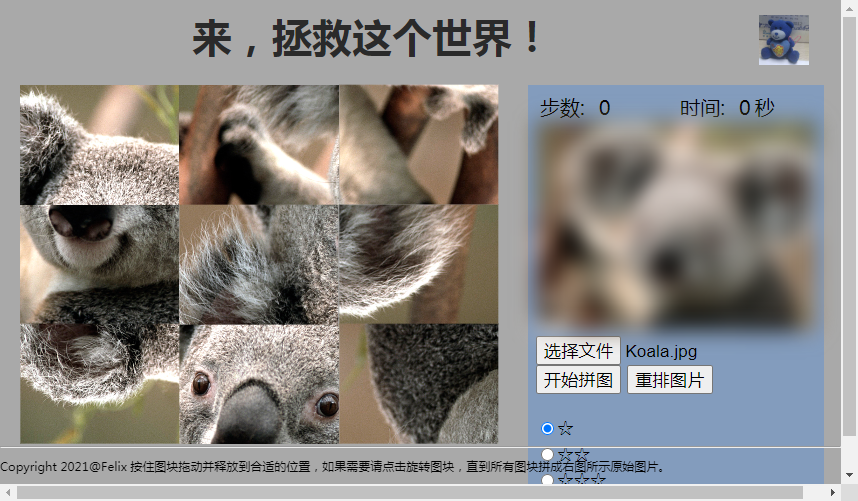 来，拯救这个世界！
步数: 0 时间: 0 秒
选择文件 Koala.jpg
开始拼图 重排图片
☆
☆☆
☆☆☆
Copyright 2021@Felix 按住图块拖动并释放到合适的位置，如果需要请点击旋转图块，直到所有图块拼成右图所示原始图片。